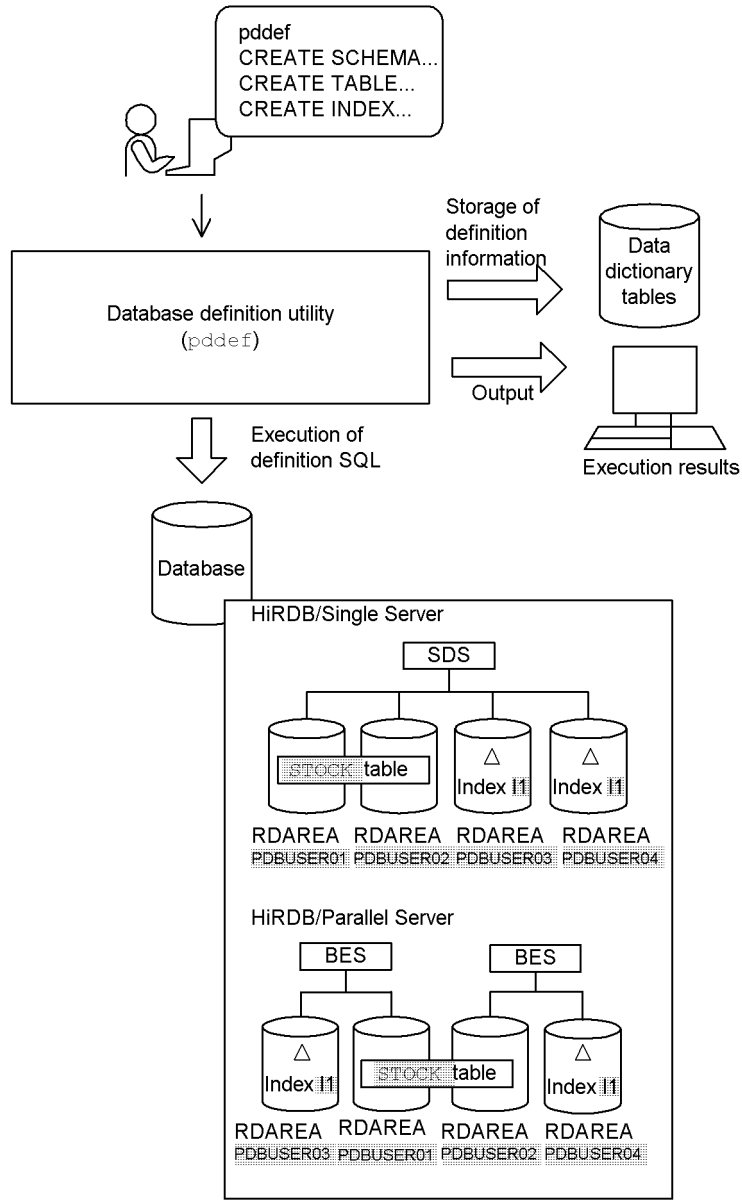 pddef
CREATE SCHEMA...
CREATE TABLE...
CREATE INDEX...
Storage of
definition
information
Data
dictionary
tables
Database definition utility
(pddef)
Output
Execution results
Execution of
definition SQL
Database
HiRDB/Single Server
SDS
STOCK table
Index I1
Index I1
RDAREA RDAREA RDAREA RDAREA
PDBUSER01 PDBUSER02 PDBUSER03 PDBUSER04
HiRDB/Parallel Server
BES BES
Index I1
STOCK table
Index I1
RDAREA RDAREA RDAREA RDAREA
PDBUSER03 PDBUSER01 PDBUSER02 PDBUSER04